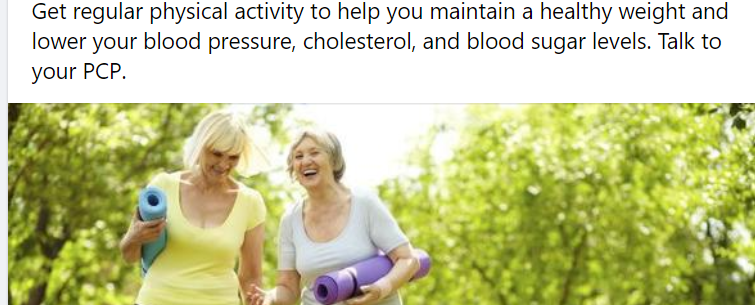 Get regular physical activity to help you maintain a healthy weight and
lower your blood pressure, cholesterol, and blood sugar levels. Talk to
your PCP.